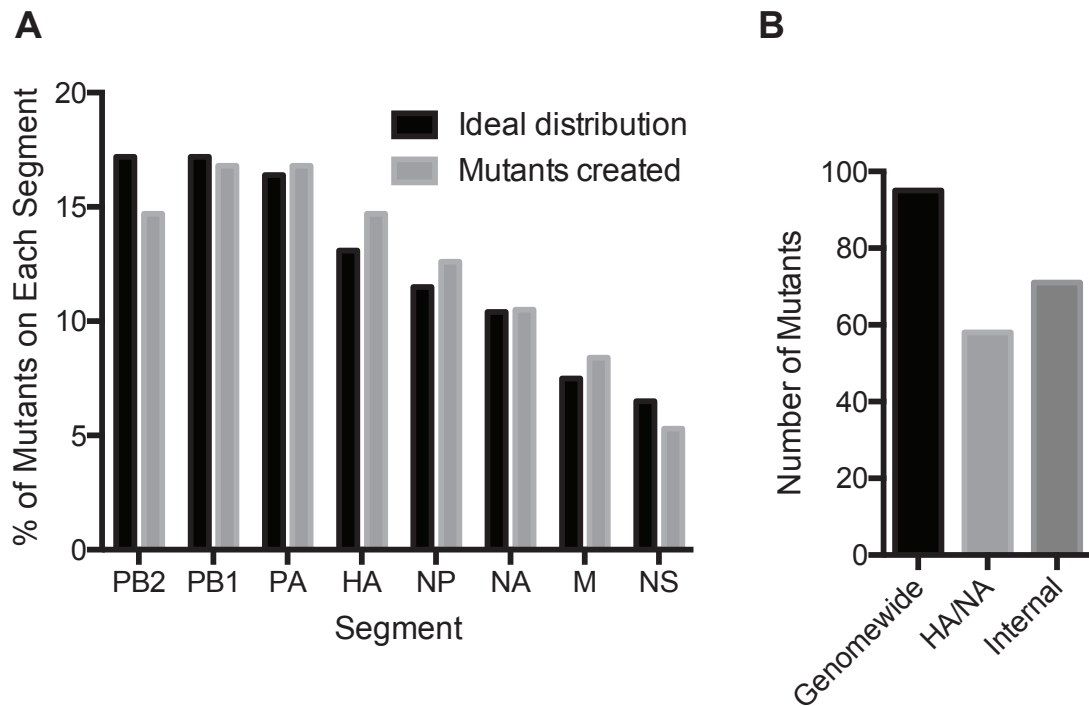 A
% of Mutants on Each Segment
20
15
10
5
0
Ideal distribution
Mutants created
PB2 PB1 PA HA NP NA M NS
Segment
B
Number of Mutants
100
80
60
40
20
0
Genomewide
HA/NA
Internal